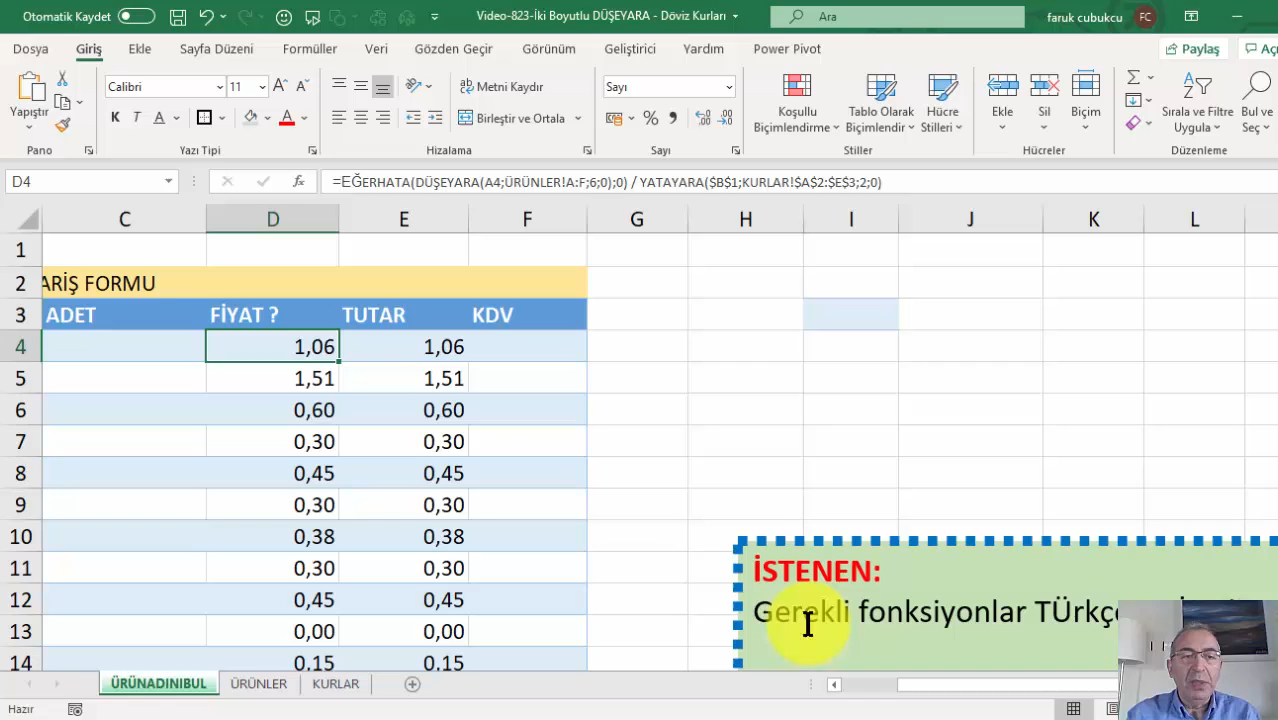 Otomatik Kaydet
Video-823-İki Boyutlu DÜŞEYARA - Döviz Kurları
Ara
faruk cubukcu
FC
Dosya Giriş Ekle Sayfa Düzeni Formüller Veri Gözden Geçir Görünüm Geliştirici Yardım Power Pivot
Paylaş
Yapıştır
Calibri 11
K T A
Metni Kaydır
Birleştir ve Ortala
Sayı
Koşullu
Biçimlendirme
Tablo Olarak
Biçimlendir
Hücre
Stilleri
Ekle
Sil
Biçim
Sırala ve Filtre
Uygula
Bul ve
Seç
Pano Yazı Tipi Hizalama Sayı Stiller Hücreler
D4
=EĞERHATA(DÜŞEYARA(A4;ÜRÜNLER!A:F;6;0);0) / YATAYARA($B$1;KURLAR!$A$2:$E$3;2;0)
C D E F G H I J K L
1
2 ARİŞ FORMU
3 ADET FİYAT ? TUTAR KDV
4 1,06 1,06
5 1,51 1,51
6 0,60 0,60
7 0,30 0,30
8 0,45 0,45
9 0,30 0,30
10 0,38 0,38
11 0,30 0,30
12 0,45 0,45
13 0,00 0,00
14 0,15 0,15
İSTENEN:
Gerekli fonksiyonlar TÜrkçe
ÜRÜNADINIBUL ÜRÜNLER KURLAR
Hazır